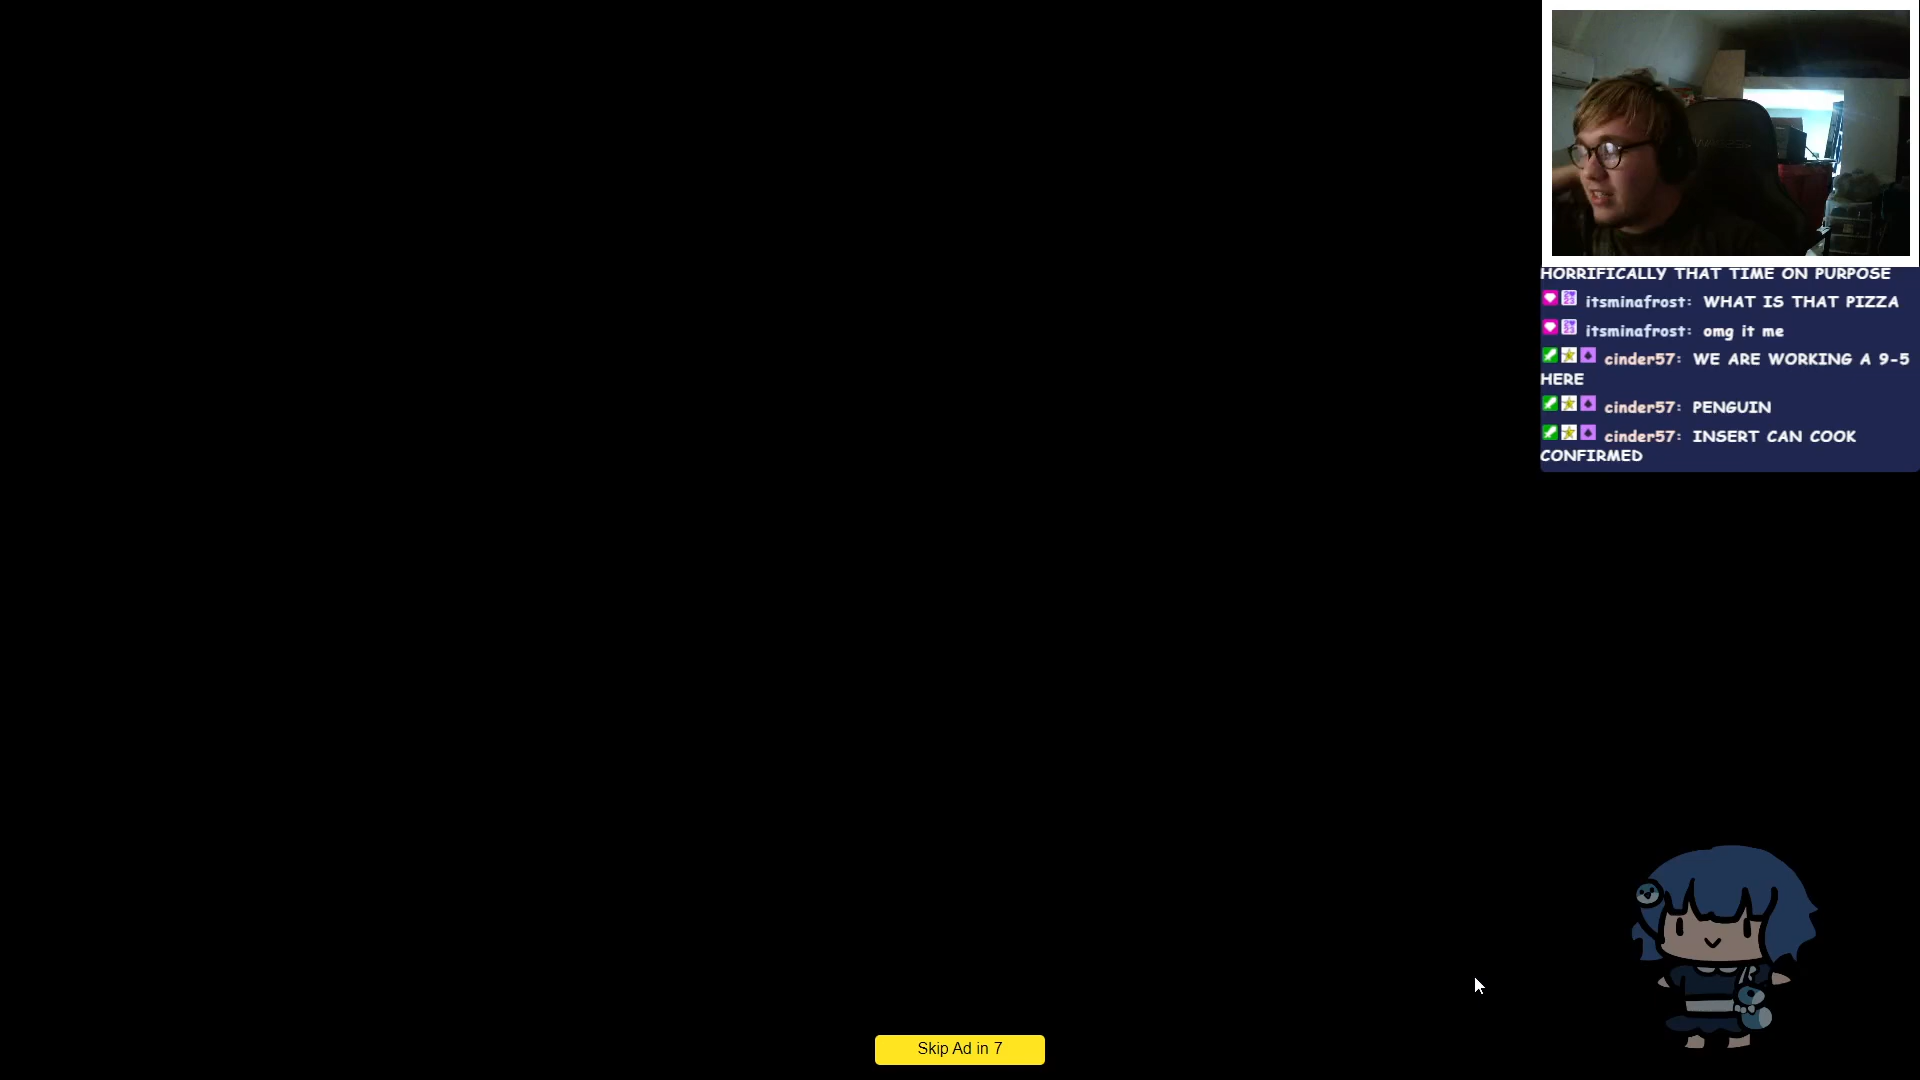 HORRIFICALLY THAT TIME ON PURPOSE
itsminafrost: WHAT IS THAT PIZZA
itsminafrost: omg it me
cinder57: WE ARE WORKING A 9-5
HERE
cinder57: PENGUIN
cinder57: INSERT CAN COOK
CONFIRMED
Skip Ad in 7